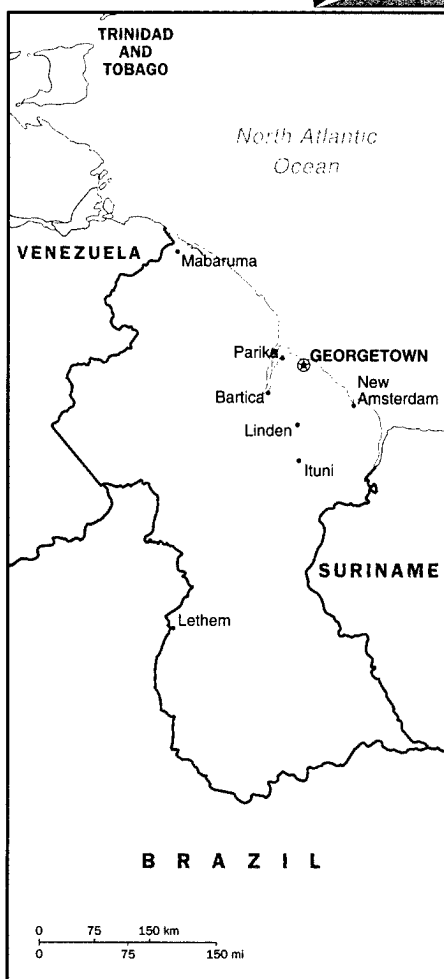 TRINIDAD
AND
TOBAGO
North Atlantic
Ocean
VENEZUELA
Mabaruma
Parika
GEORGETOWN
New
Amsterdam
Bartica
Linden
Ituni
SURINAME
Lethem
BRAZIL
0 75 150 km
0 75 150 mi